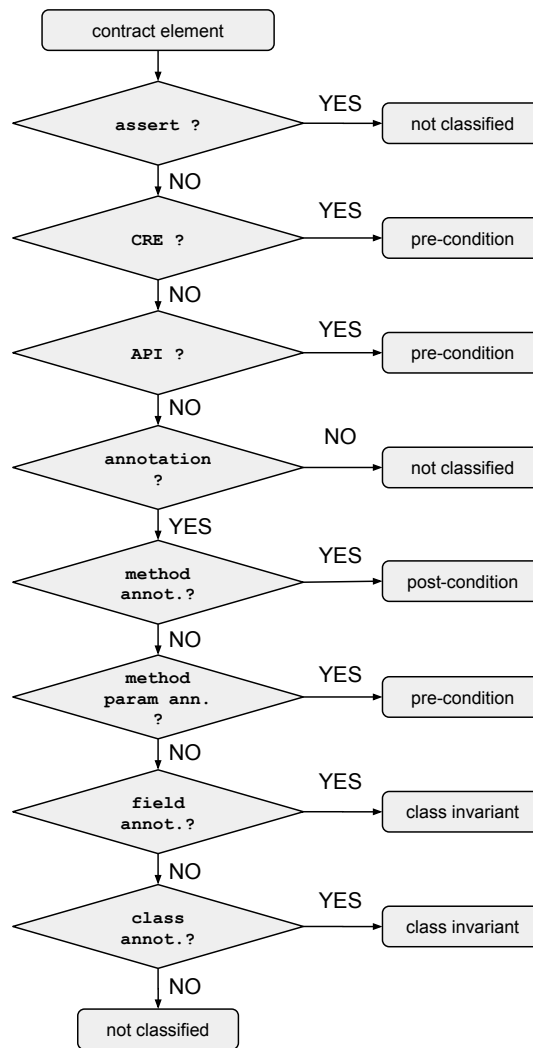 contract element
YES
assert ?
not classified
NO
YES
CRE ?
pre-condition
NO
YES
API ?
pre-condition
NO
NO
annotation
?
not classified
YES
YES
method
annot.?
post-condition
NO
YES
method
param ann.
?
pre-condition
NO
YES
field
annot.?
class invariant
NO
YES
class
annot.?
class invariant
NO
not classified